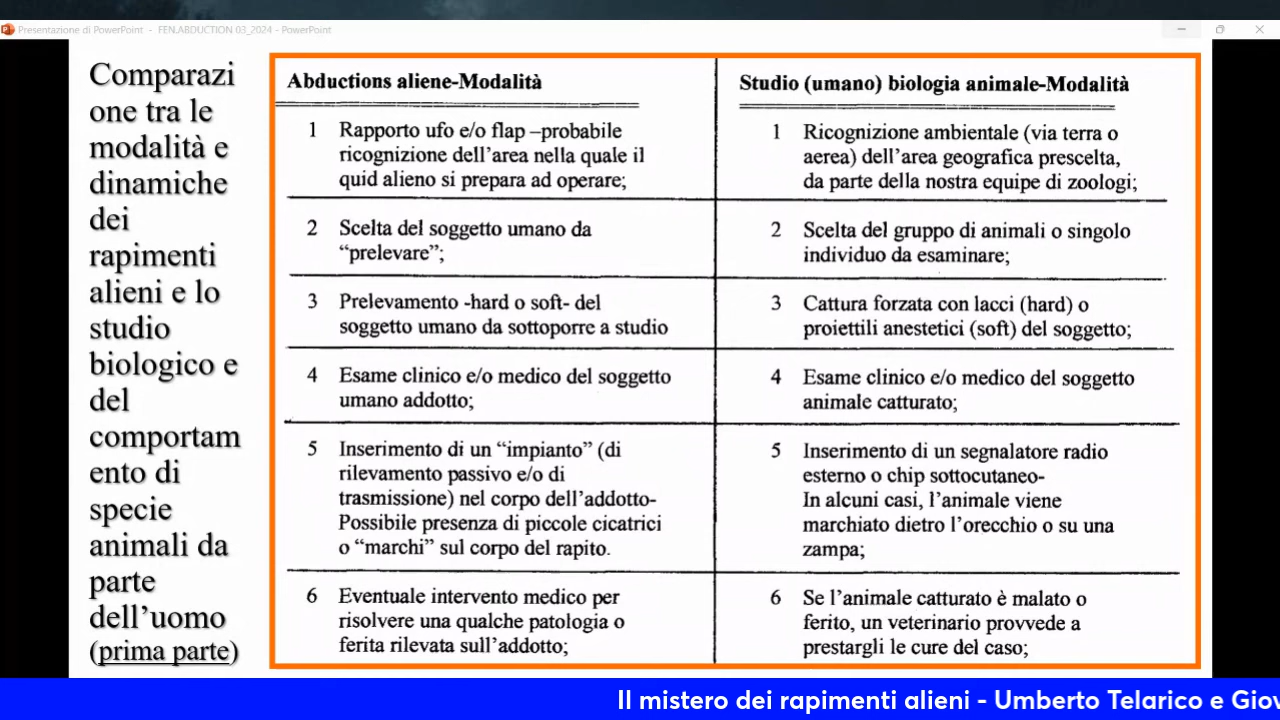 Presentazione di PowerPoint - FEN.ABDUCTION 03_2024 - PowerPoint
Comparazi
one tra le
modalità e
dinamiche
dei
rapimenti
alieni e lo
studio
biologico e
del
comportam
ento di
specie
animali da
parte
dell’uomo
(prima parte)
Abductions aliene-Modalità
1 Rapporto ufo e/o flap –probabile
ricognizione dell’area nella quale il
quid alieno si prepara ad operare;
2 Scelta del soggetto umano da
“prelevare”;
3 Prelevamento -hard o soft- del
soggetto umano da sottoporre a studio
4 Esame clinico e/o medico del soggetto
umano addotto;
5 Inserimento di un “impianto” (di
rilevamento passivo e/o di
trasmissione) nel corpo dell’addotto-
Possibile presenza di piccole cicatrici
o “marchi” sul corpo del rapito.
6 Eventuale intervento medico per
risolvere una qualche patologia o
ferita rilevata sull’addotto;
Studio (umano) biologia animale-Modalità
1 Ricognizione ambientale (via terra o
aerea) dell’area geografica prescelta,
da parte della nostra equipe di zoologi;
2 Scelta del gruppo di animali o singolo
individuo da esaminare;
3 Cattura forzata con lacci (hard) o
proiettili anestetici (soft) del soggetto;
4 Esame clinico e/o medico del soggetto
animale catturato;
5 Inserimento di un segnalatore radio
esterno o chip sottocutaneo-
In alcuni casi, l’animale viene
marchiato dietro l’orecchio o su una
zampa;
6 Se l’animale catturato è malato o
ferito, un veterinario provvede a
prestargli le cure del caso;
Il mistero dei rapimenti alieni - Umberto Telarico e Giov